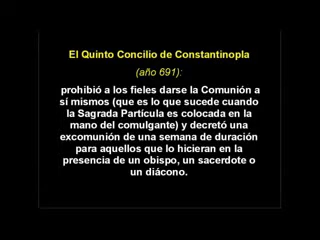 El Quinto Concilio de Constantinopla
(año 691):
prohibió a los fieles darse la Comunión a
sí mismos (que es lo que sucede cuando
la Sagrada Partícula es colocada en la
mano del comulgante) y decretó una
excomunión de una semana de duración
para aquellos que lo hicieran en la
presencia de un obispo, un sacerdote o
un diácono.